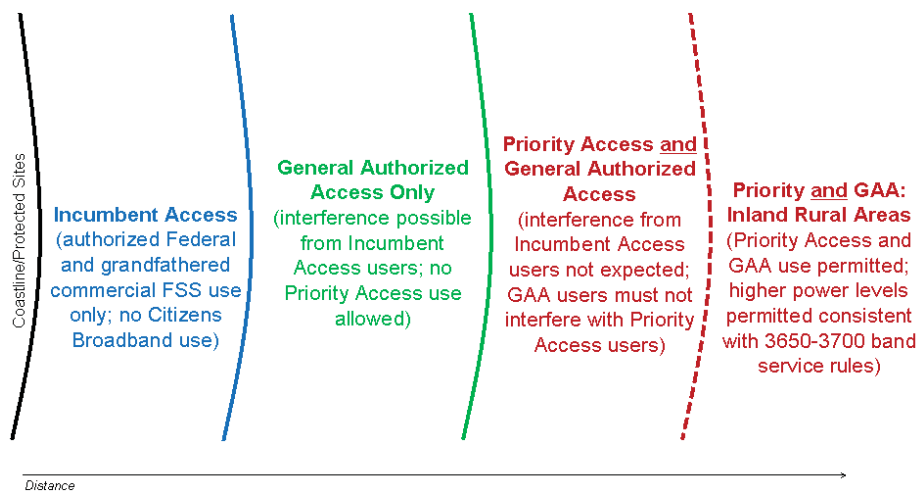 Coastline/Protected Sites
Incumbent Access
(authorized Federal
and grandfathered
commercial FSS use
only; no Citizens
Broadband use)
General Authorized
Access Only
(interference possible
from Incumbent
Access users; no
Priority Access use
allowed)
Priority Access and
General Authorized
Access
(interference from
Incumbent Access
users not expected;
GAA users must not
interfere with Priority
Access users)
Priority and GAA:
Inland Rural Areas
(Priority Access and
GAA use permitted;
higher power levels
permitted consistent
with 3650-3700 band
service rules)
Distance